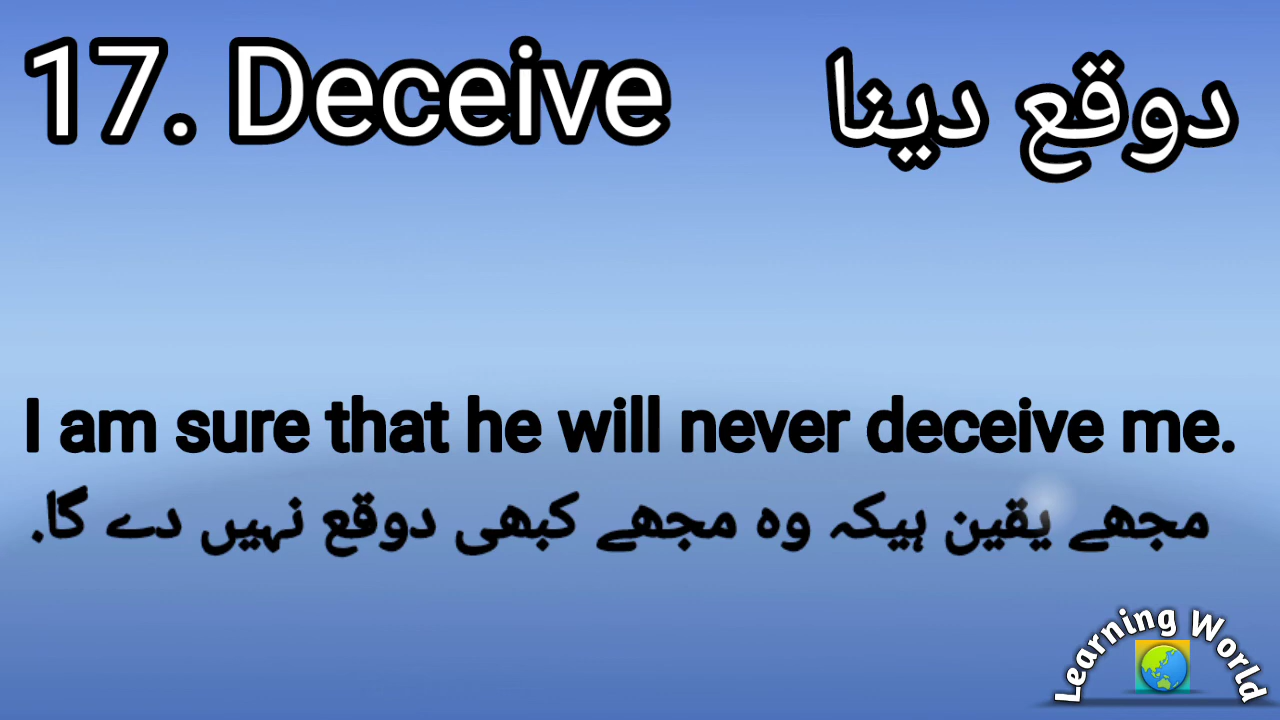 17. Deceive دوقع دینا
I am sure that he will never deceive me.
مجھے یقین ہیکہ وہ مجھے کبھی دوقع نہیں دے گا.
Learning World